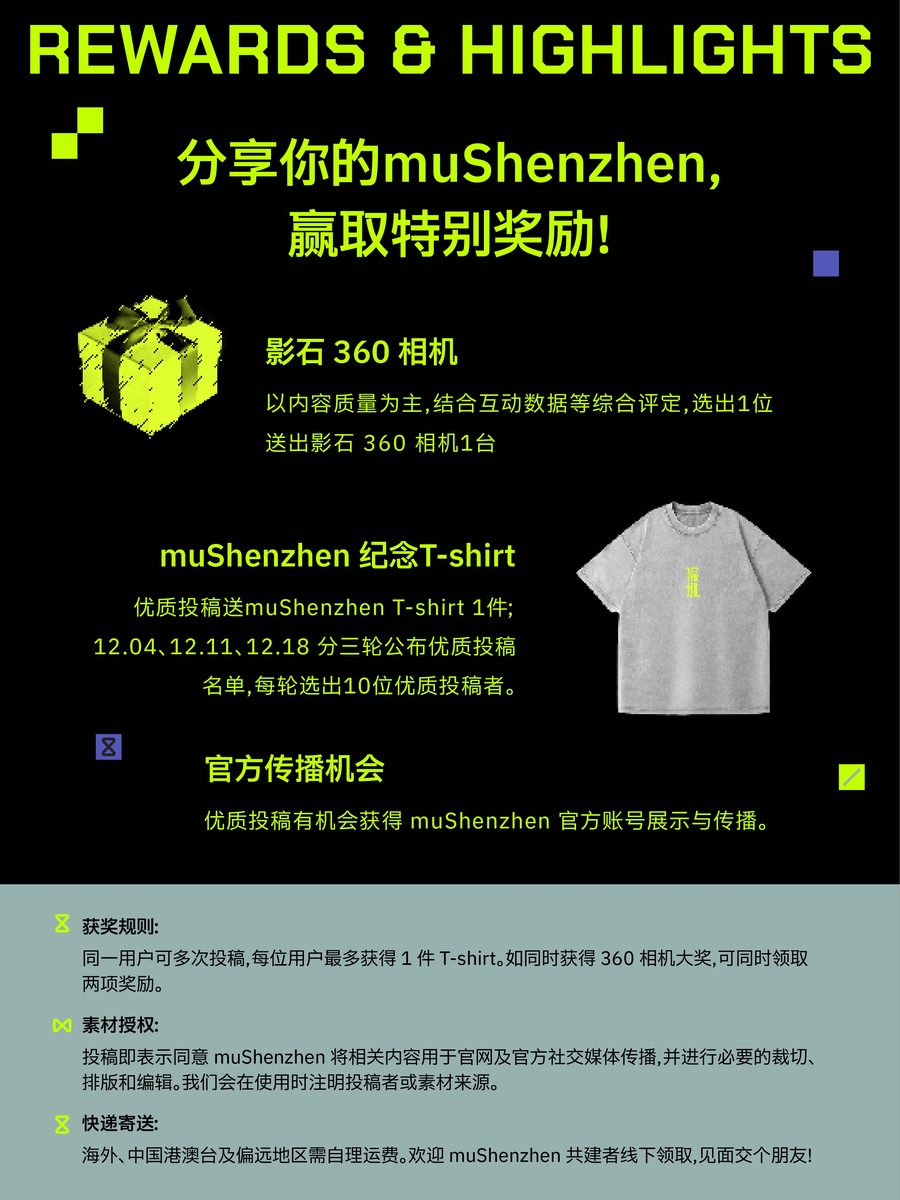 REWARDS & HIGHLIGHTS
分享你的muShenzhen,
赢取特别奖励!
影石 360 相机
以内容质量为主,结合互动数据等综合评定,选出1位
送出影石 360 相机1台
muShenzhen 纪念T-shirt
优质投稿送muShenzhen T-shirt 1件;
12.04、12.11、12.18 分三轮公布优质投稿
名单,每轮选出10位优质投稿者。
深圳
官方传播机会
优质投稿有机会获得 muShenzhen 官方账号展示与传播。
获奖规则:
同一用户可多次投稿,每位用户最多获得 1 件 T-shirt。如同时获得 360 相机大奖,可同时领取
两项奖励。
素材授权:
投稿即表示同意 muShenzhen 将相关内容用于官网及官方社交媒体传播,并进行必要的裁切、
排版和编辑。我们会在使用时注明投稿者或素材来源。
快递寄送:
海外、中国港澳台及偏远地区需自理运费。欢迎 muShenzhen 共建者线下领取,见面交个朋友!